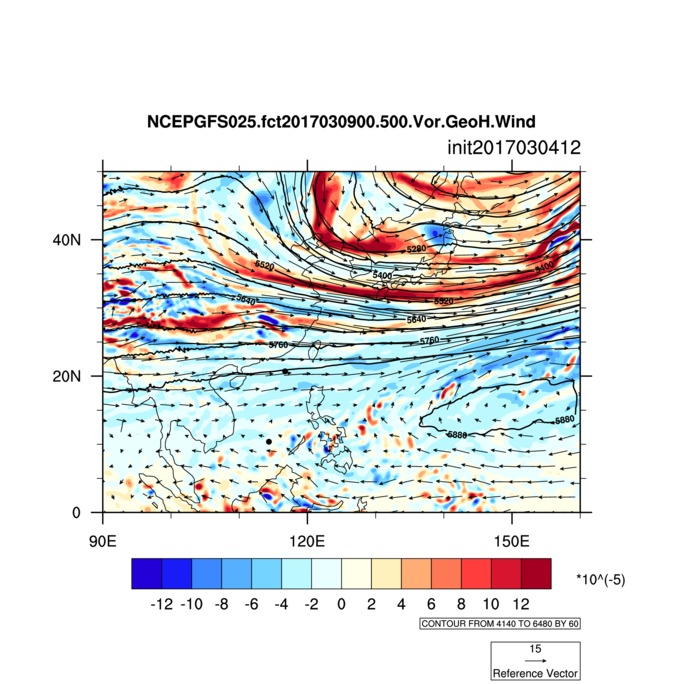 NCEPGFS025.fct2017030900.500.Vor.GeoH.Wind
init2017030412
40N
20N
0
90E 120E 150E
5280
5400
5400
5520
5520
5640
5640
5760
5760
5880
5880
-12 -10 -8 -6 -4 -2 0 2 4 6 8 10 12
*10^(-5)
CONTOUR FROM 4140 TO 6480 BY 60
15
Reference Vector